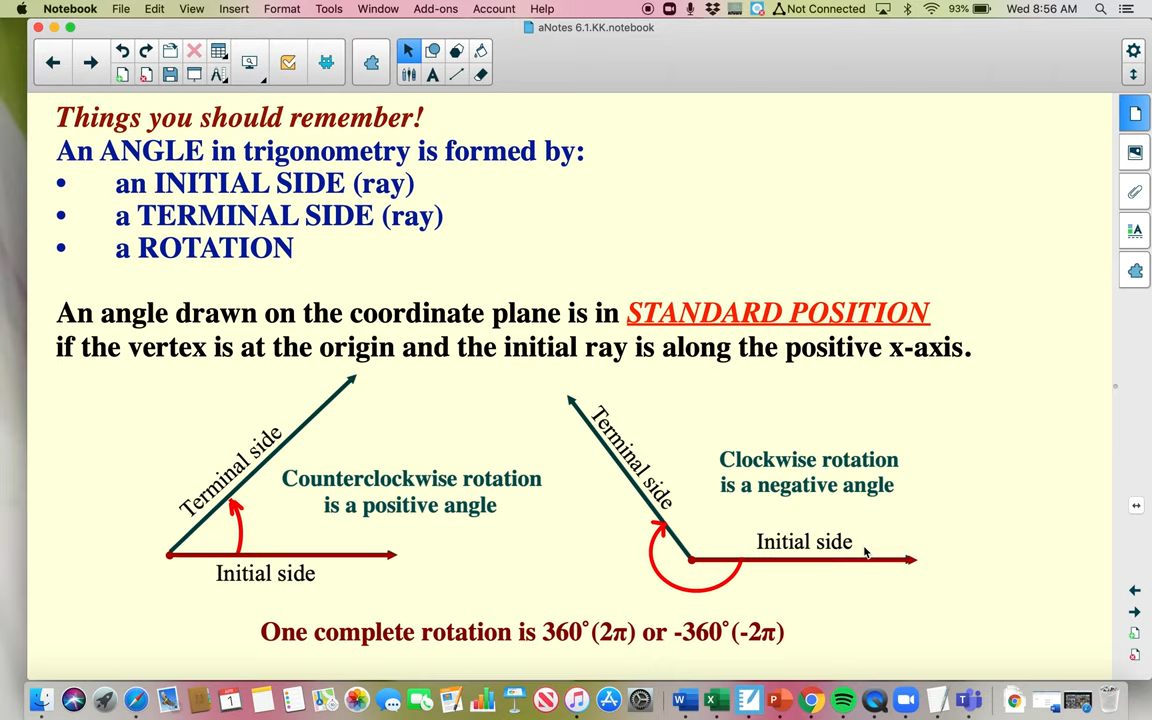 Notebook File Edit View Insert Format Tools Window Add-ons Account Help Not Connected 93% Wed 8:56 AM
aNotes 6.1.KK.notebook
Things you should remember!
An ANGLE in trigonometry is formed by:
• an INITIAL SIDE (ray)
• a TERMINAL SIDE (ray)
• a ROTATION
An angle drawn on the coordinate plane is in STANDARD POSITION
if the vertex is at the origin and the initial ray is along the positive x-axis.
Terminal side
Counterclockwise rotation
is a positive angle
Initial side
Terminal side
Clockwise rotation
is a negative angle
Initial side
One complete rotation is 360°(2π) or -360°(-2π)